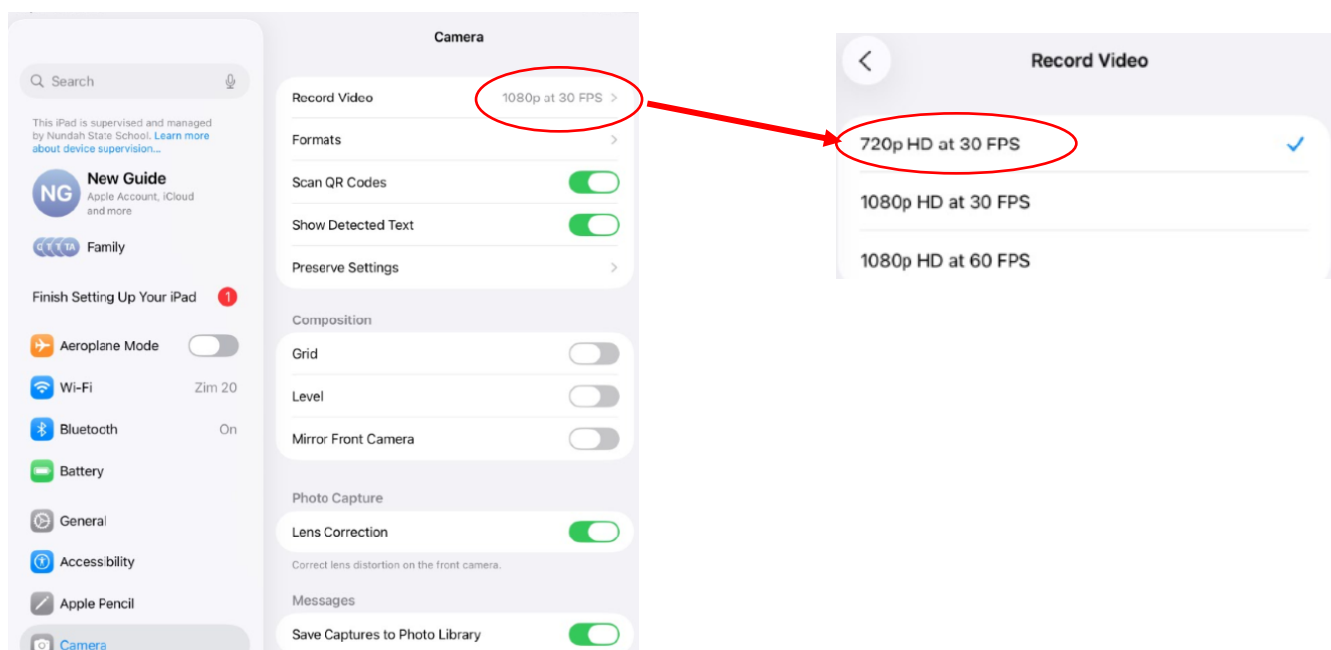 Search
This iPad is supervised and managed
by Nundah State School. Learn more
about device supervision...
NG
New Guide
Apple Account, iCloud
and more
Family
Finish Setting Up Your iPad 1
Aeroplane Mode
Wi-Fi Zim 20
Bluetooth On
Battery
General
Accessibility
Apple Pencil
Camera
Camera
Record Video 1080p at 30 FPS
Formats
Scan QR Codes
Show Detected Text
Preserve Settings
Composition
Grid
Level
Mirror Front Camera
Photo Capture
Lens Correction
Correct lens distortion on the front camera.
Messages
Save Captures to Photo Library
Record Video
720p HD at 30 FPS
1080p HD at 30 FPS
1080p HD at 60 FPS